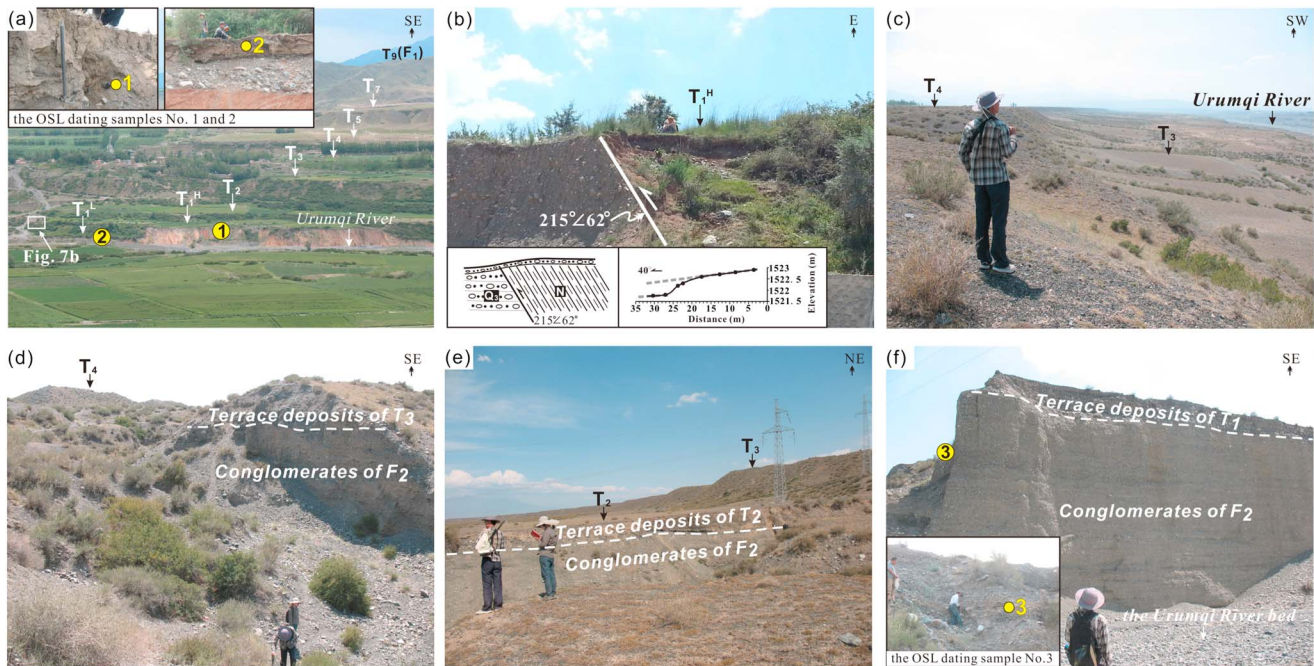 (a)
SE
1
2
the OSL dating samples No. 1 and 2
T9(F1)
T7
T5
T4
T3
T2
T1H
T1L
Urumqi River
1
2
Fig. 7b
(b)
E
T1H
215°∠62°
Q3
N
215°∠62°
40
1523
1522.5
1522
1521.5
Elevation (m)
35 30 25 20 15 10 5 0
Distance (m)
(c)
SW
T4
Urumqi River
T3
(d)
SE
T4
Terrace deposits of T3
Conglomerates of F2
(e)
NE
T3
T2
Terrace deposits of T2
Conglomerates of F2
(f)
SE
Terrace deposits of T1
3
Conglomerates of F2
3
the Urumqi River bed
the OSL dating sample No.3